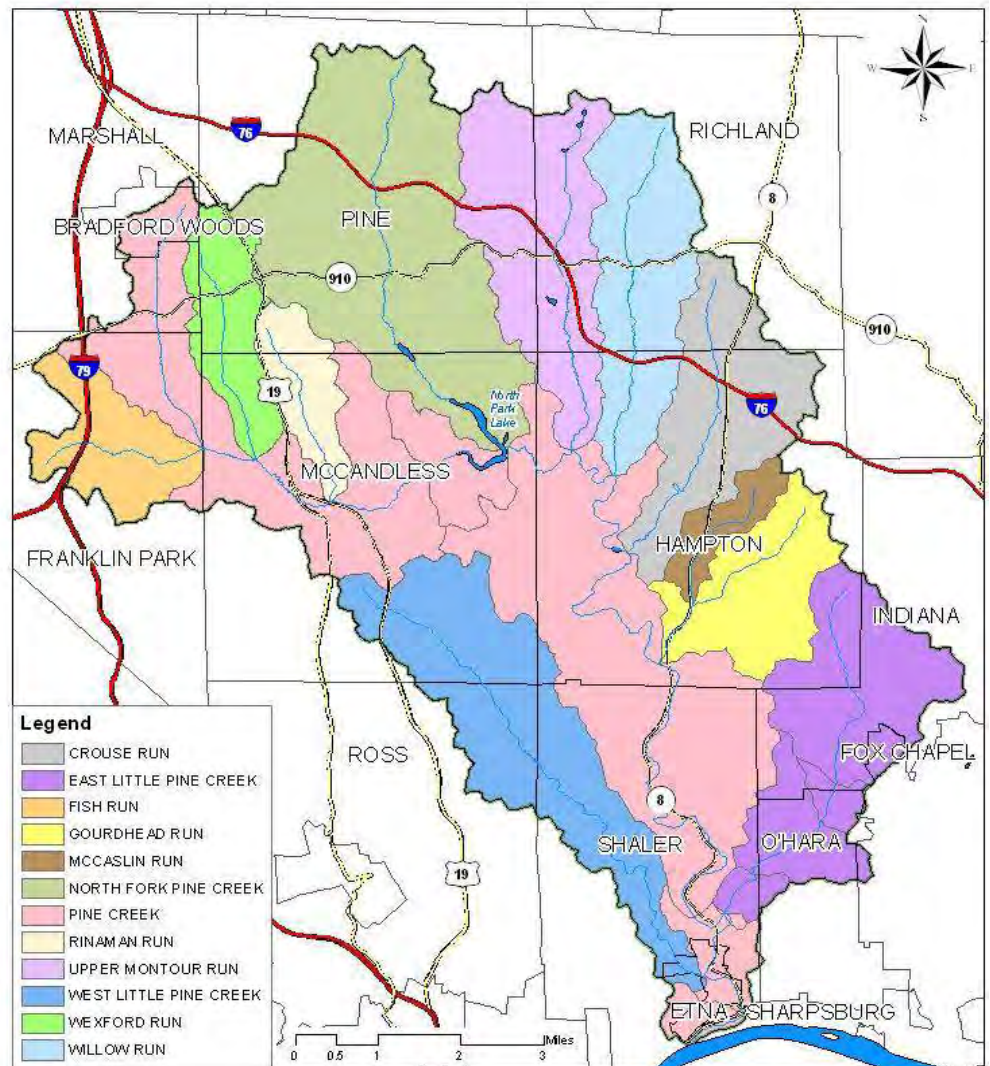 N
W
E
S
MARSHALL
76
RICHLAND
8
BRADFORD WOODS
PINE
910
910
79
19
North
Park
Lake
76
MCCANDLESS
HAMPTON
FRANKLIN PARK
INDIANA
Legend
CROUSE RUN
EAST LITTLE PINE CREEK
FISH RUN
GOURDHEAD RUN
MCCASLIN RUN
NORTH FORK PINE CREEK
PINE CREEK
RINAMAN RUN
UPPER MONTOUR RUN
WEST LITTLE PINE CREEK
WEXFORD RUN
WILLOW RUN
ROSS
FOX CHAPEL
8
SHALER
O'HARA
19
ETNA
SHARPSBURG
Miles
0 0.5 1 2 3